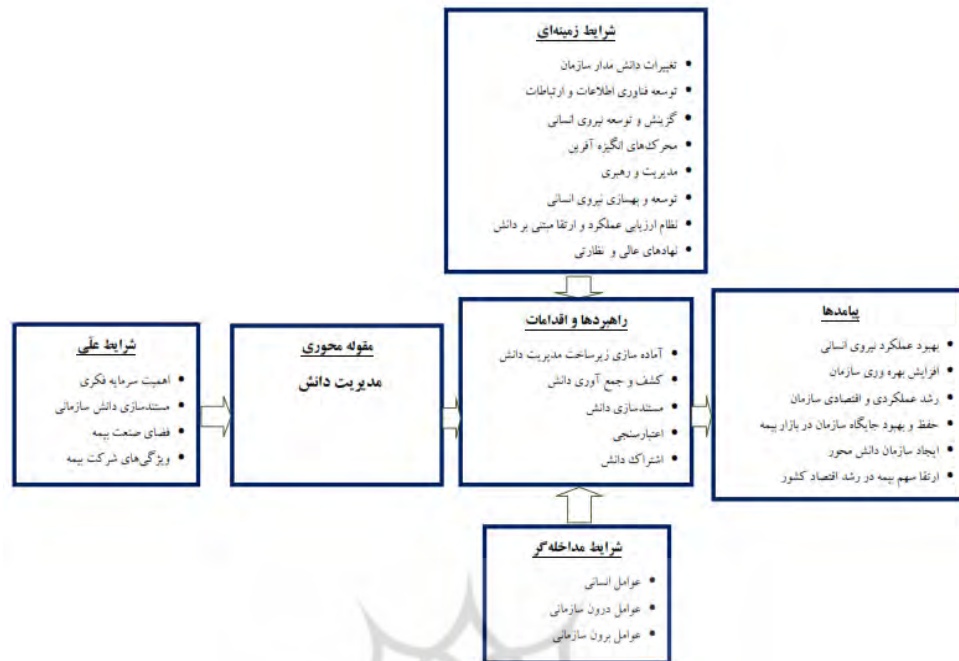 شرایط زمینه‌ای
تغییرات دانش مدار سازمان
توسعه فناوری اطلاعات و ارتباطات
گزینش و توسعه نیروی انسانی
محرک‌های انگیزه آفرین
مدیریت و رهبری
توسعه و بهسازی نیروی انسانی
نظام ارزیابی عملکرد و ارتقا مبتنی بر دانش
نهادهای عالی و نظارتی
شرایط علّی
اهمیت سرمایه فکری
مستندسازی دانش سازمانی
فضای صنعت بیمه
ویژگی‌های شرکت بیمه
مقوله محوری
مدیریت دانش
راهبردها و اقدامات
آماده سازی زیرساخت مدیریت دانش
کشف و جمع آوری دانش
مستندسازی دانش
اعتبارسنجی
اشتراک دانش
پیامدها
بهبود عملکرد نیروی انسانی
افزایش بهره وری سازمان
رشد عملکردی و اقتصادی سازمان
حفظ و بهبود جایگاه سازمان در بازار بیمه
ایجاد سازمان دانش محور
ارتقا سهم بیمه در رشد اقتصاد کشور
شرایط مداخله‌گر
عوامل انسانی
عوامل درون سازمانی
عوامل برون سازمانی